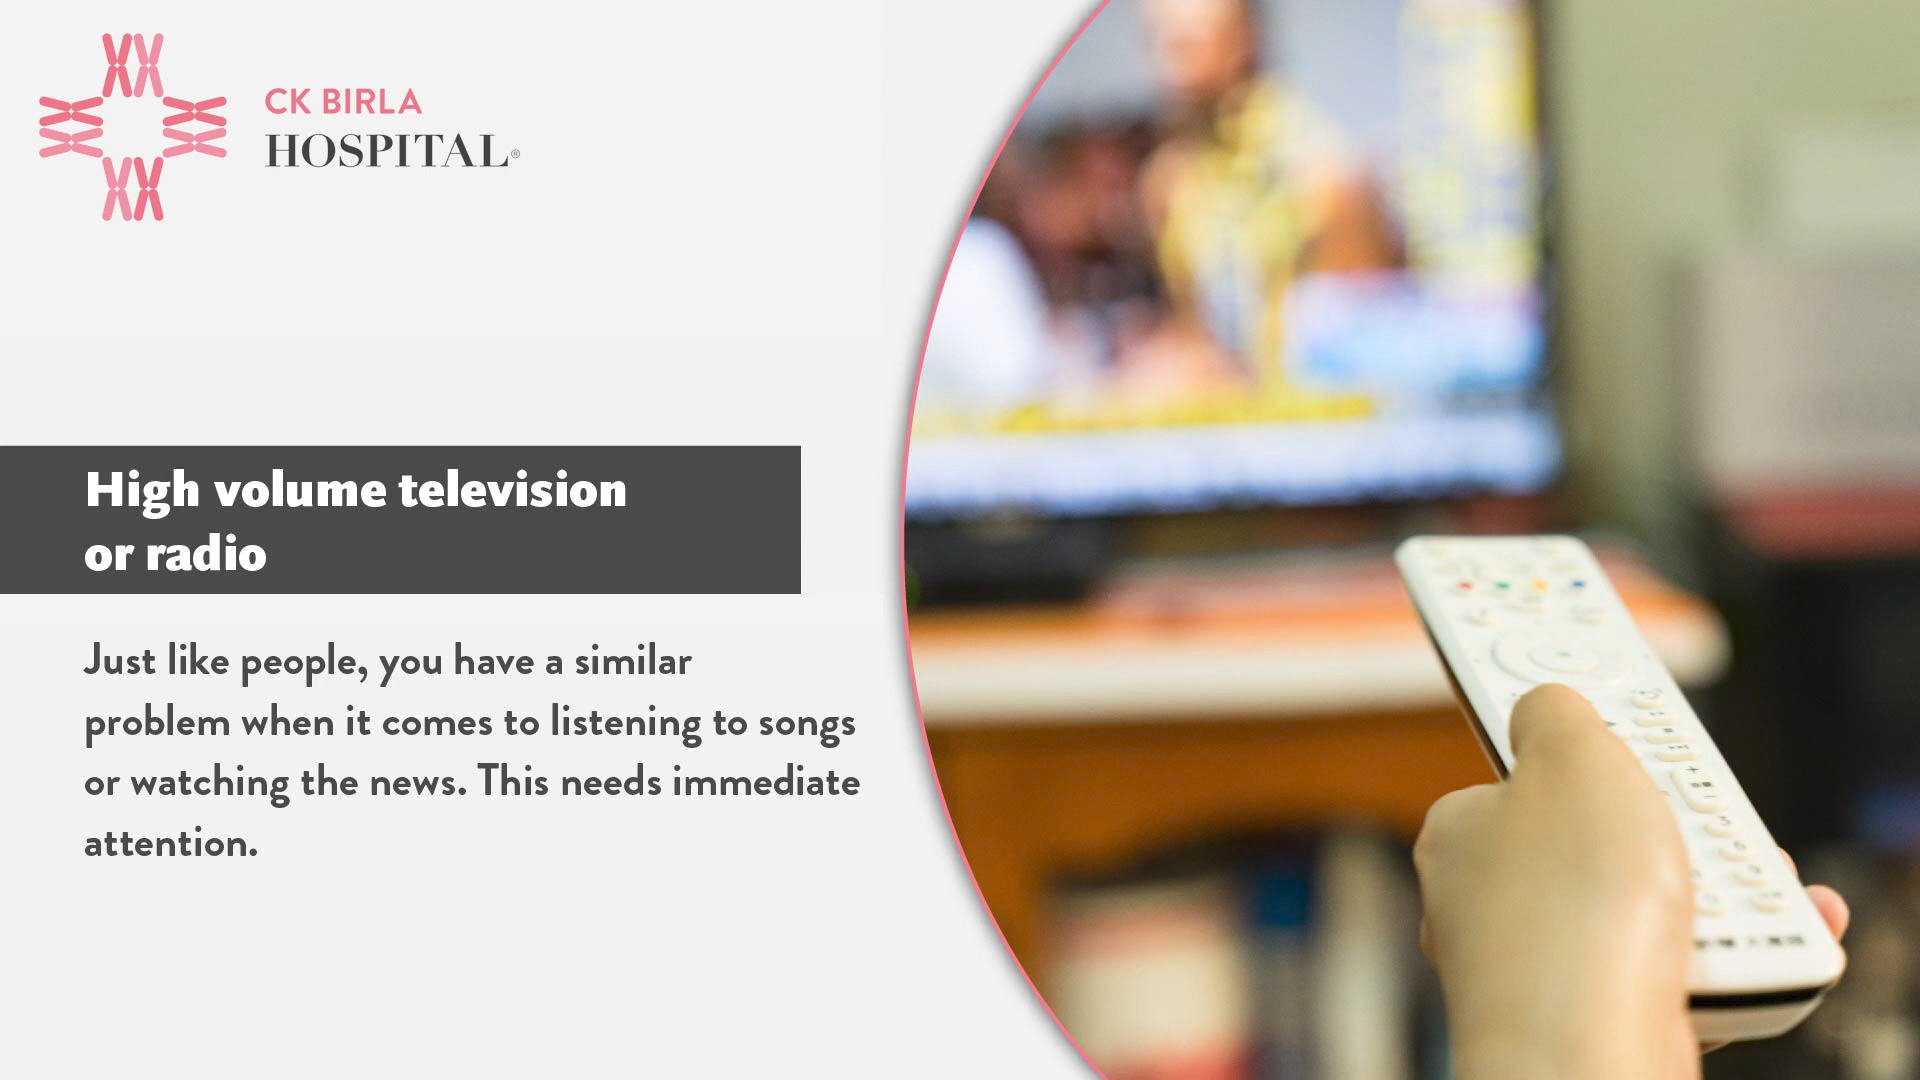 CK BIRLA
HOSPITAL®
High volume television
or radio
Just like people, you have a similar
problem when it comes to listening to songs
or watching the news. This needs immediate
attention.